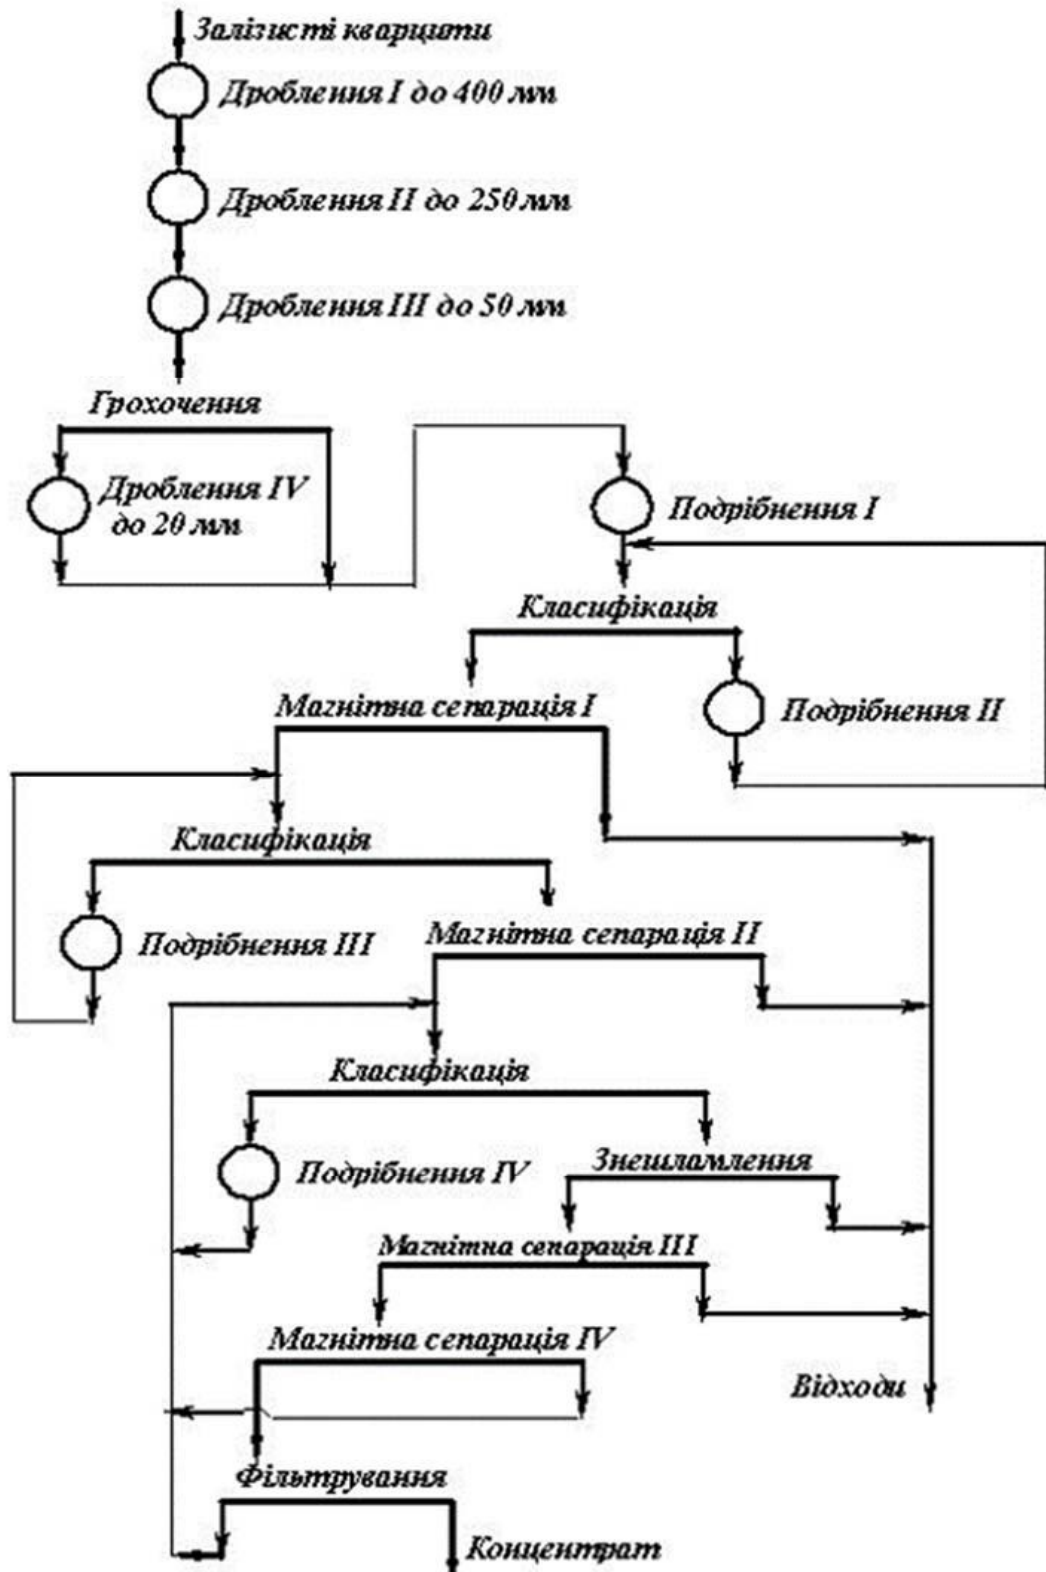 Залізисті кварцити
Дроблення I до 400 мм
Дроблення II до 250 мм
Дроблення III до 50 мм
Грохочення
Дроблення IV
до 20 мм
Подрібнення I
Класифікація
Магнітна сепарація I
Подрібнення II
Класифікація
Подрібнення III
Магнітна сепарація II
Класифікація
Подрібнення IV
Знешламлення
Магнітна сепарація III
Магнітна сепарація IV
Відходи
Фільтрування
Концентрат